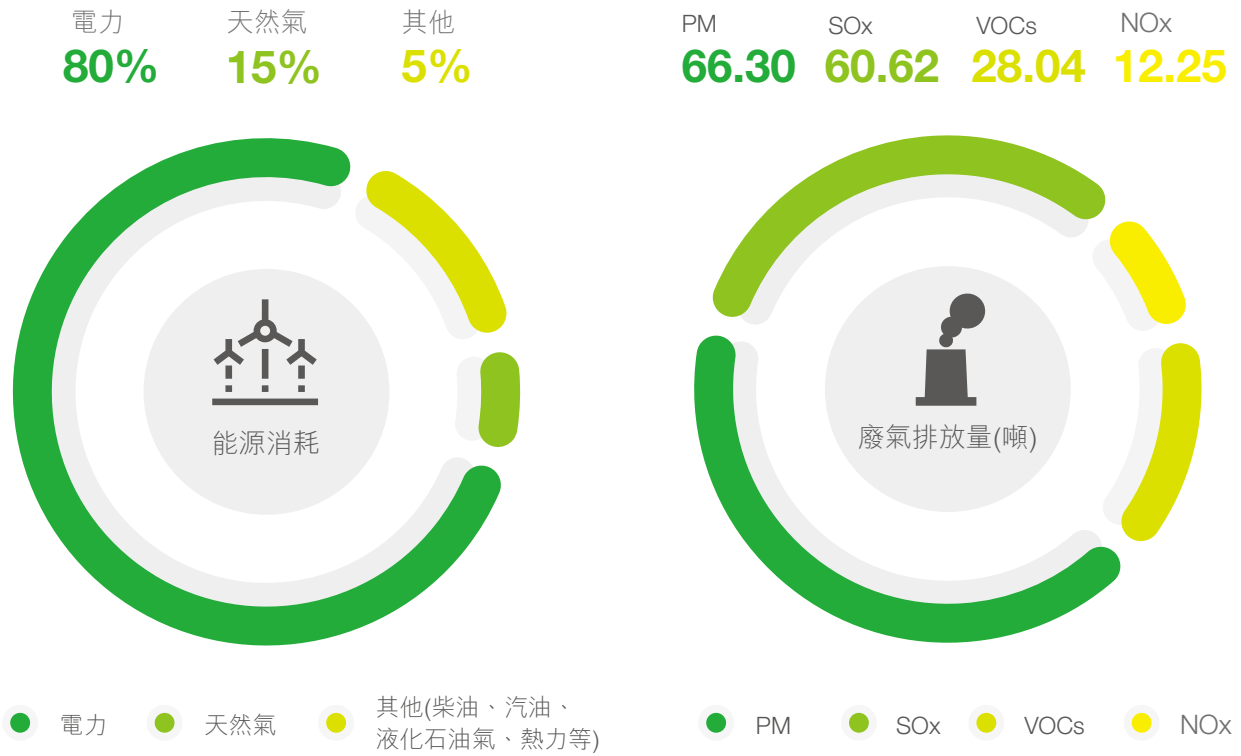 電力
80%
天然氣
15%
其他
5%
能源消耗
電力
天然氣
其他(柴油、汽油、
液化石油氣、熱力等)
PM
66.30
SOx
60.62
VOCs
28.04
NOx
12.25
廢氣排放量(噸)
PM
SOx
VOCs
NOx